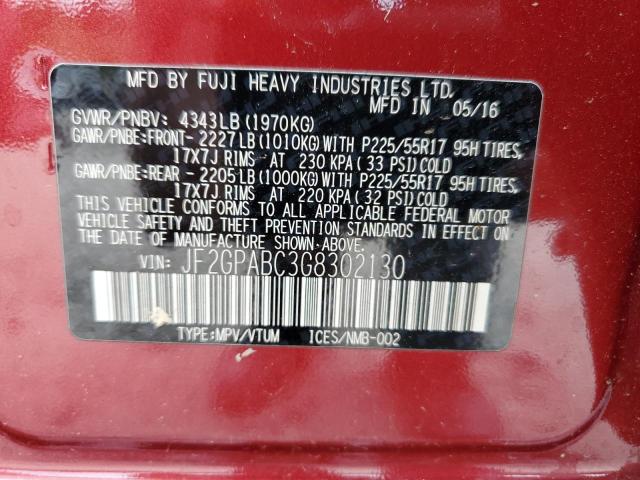 MFD BY FUJI HEAVY INDUSTRIES LTD.
MFD IN 05/16
GVWR/PNBV: 4343LB(1970KG)
GAWR/PNBE:FRONT-2227LB(1010KG)WITH P225/55R17 95H TIRES,
17X7J RIMS AT 230 KPA(33 PSI)COLD
GAWR/PNBE:REAR -2205LB(1000KG)WITH P225/55R17 95H TIRES,
17X7J RIMS AT 220 KPA(32 PSI)COLD
THIS VEHICLE CONFORMS TO ALL APPLICABLE FEDERAL MOTOR
VEHICLE SAFETY AND THEFT PREVENTION STANDARDS IN EFFECT
ON THE DATE OF MANUFACTURE SHOWN ABOVE.
VIN: JF2GPABC3G8302130
TYPE:MPV/VTUM ICES/NMB-002